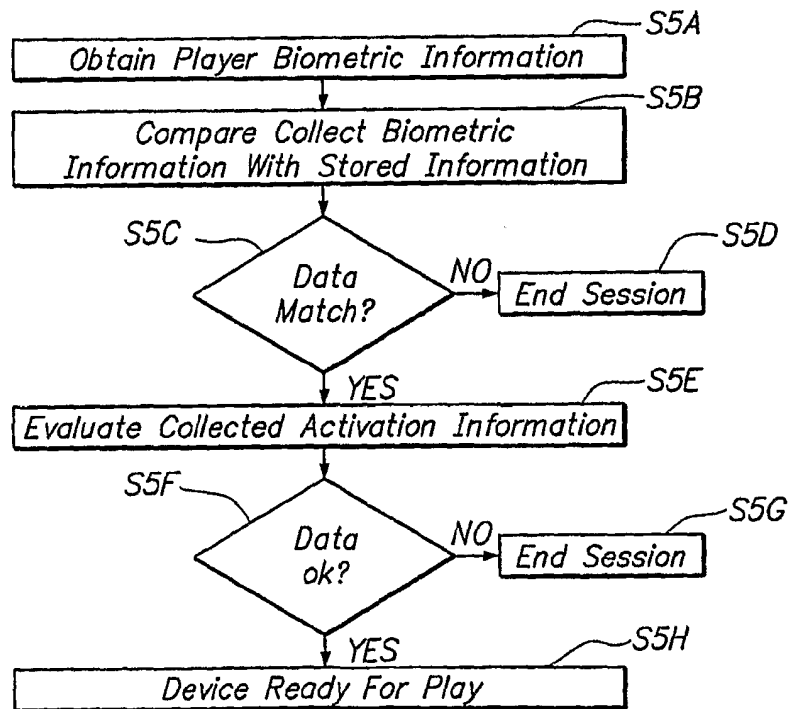 S5A
Obtain Player Biometric Information
S5B
Compare Collect Biometric
Information With Stored Information
S5C
Data
Match?
NO
S5D
End Session
YES
S5E
Evaluate Collected Activation Information
S5F
Data
ok?
NO
S5G
End Session
YES
S5H
Device Ready For Play